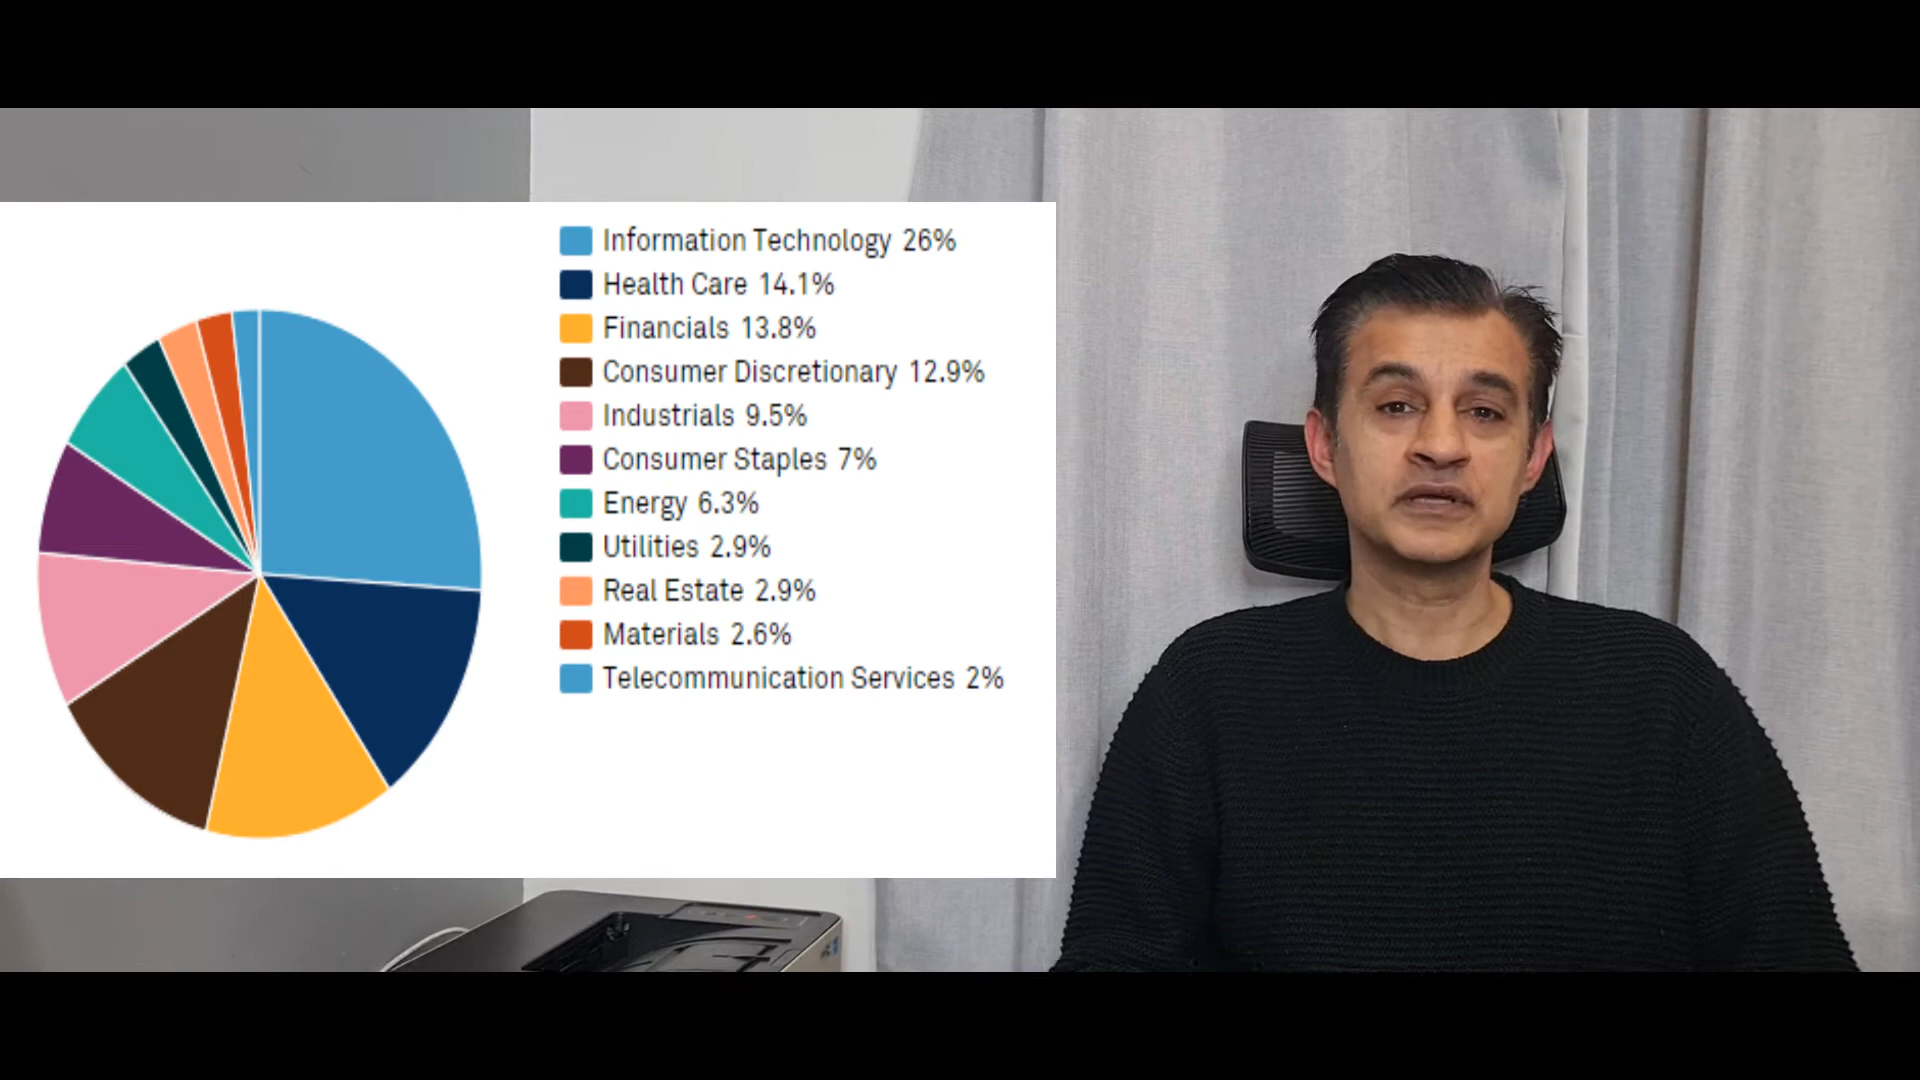 Information Technology 26%
Health Care 14.1%
Financials 13.8%
Consumer Discretionary 12.9%
Industrials 9.5%
Consumer Staples 7%
Energy 6.3%
Utilities 2.9%
Real Estate 2.9%
Materials 2.6%
Telecommunication Services 2%